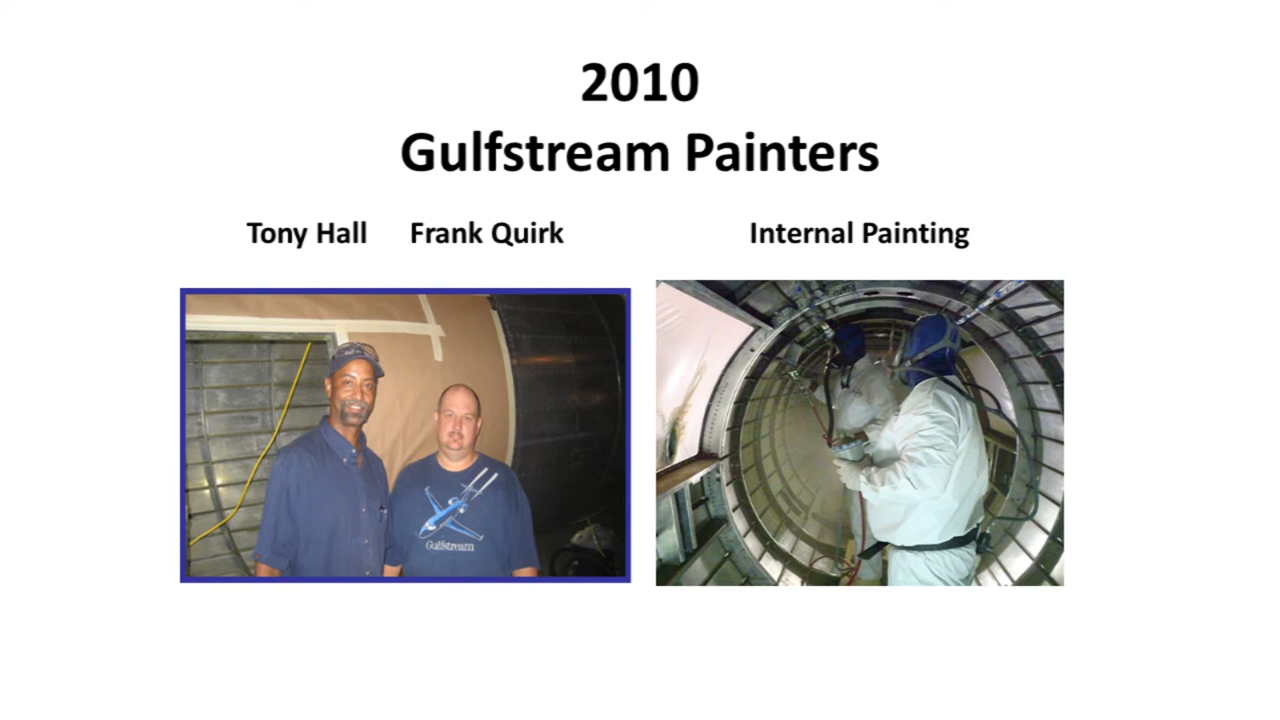 2010
Gulfstream Painters
Tony Hall Frank Quirk
Internal Painting
Gulfstream